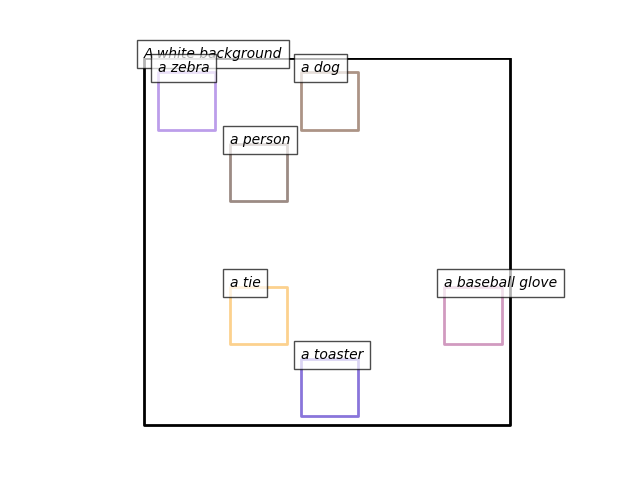 A white background
a zebra
a dog
a person
a tie
a baseball glove
a toaster